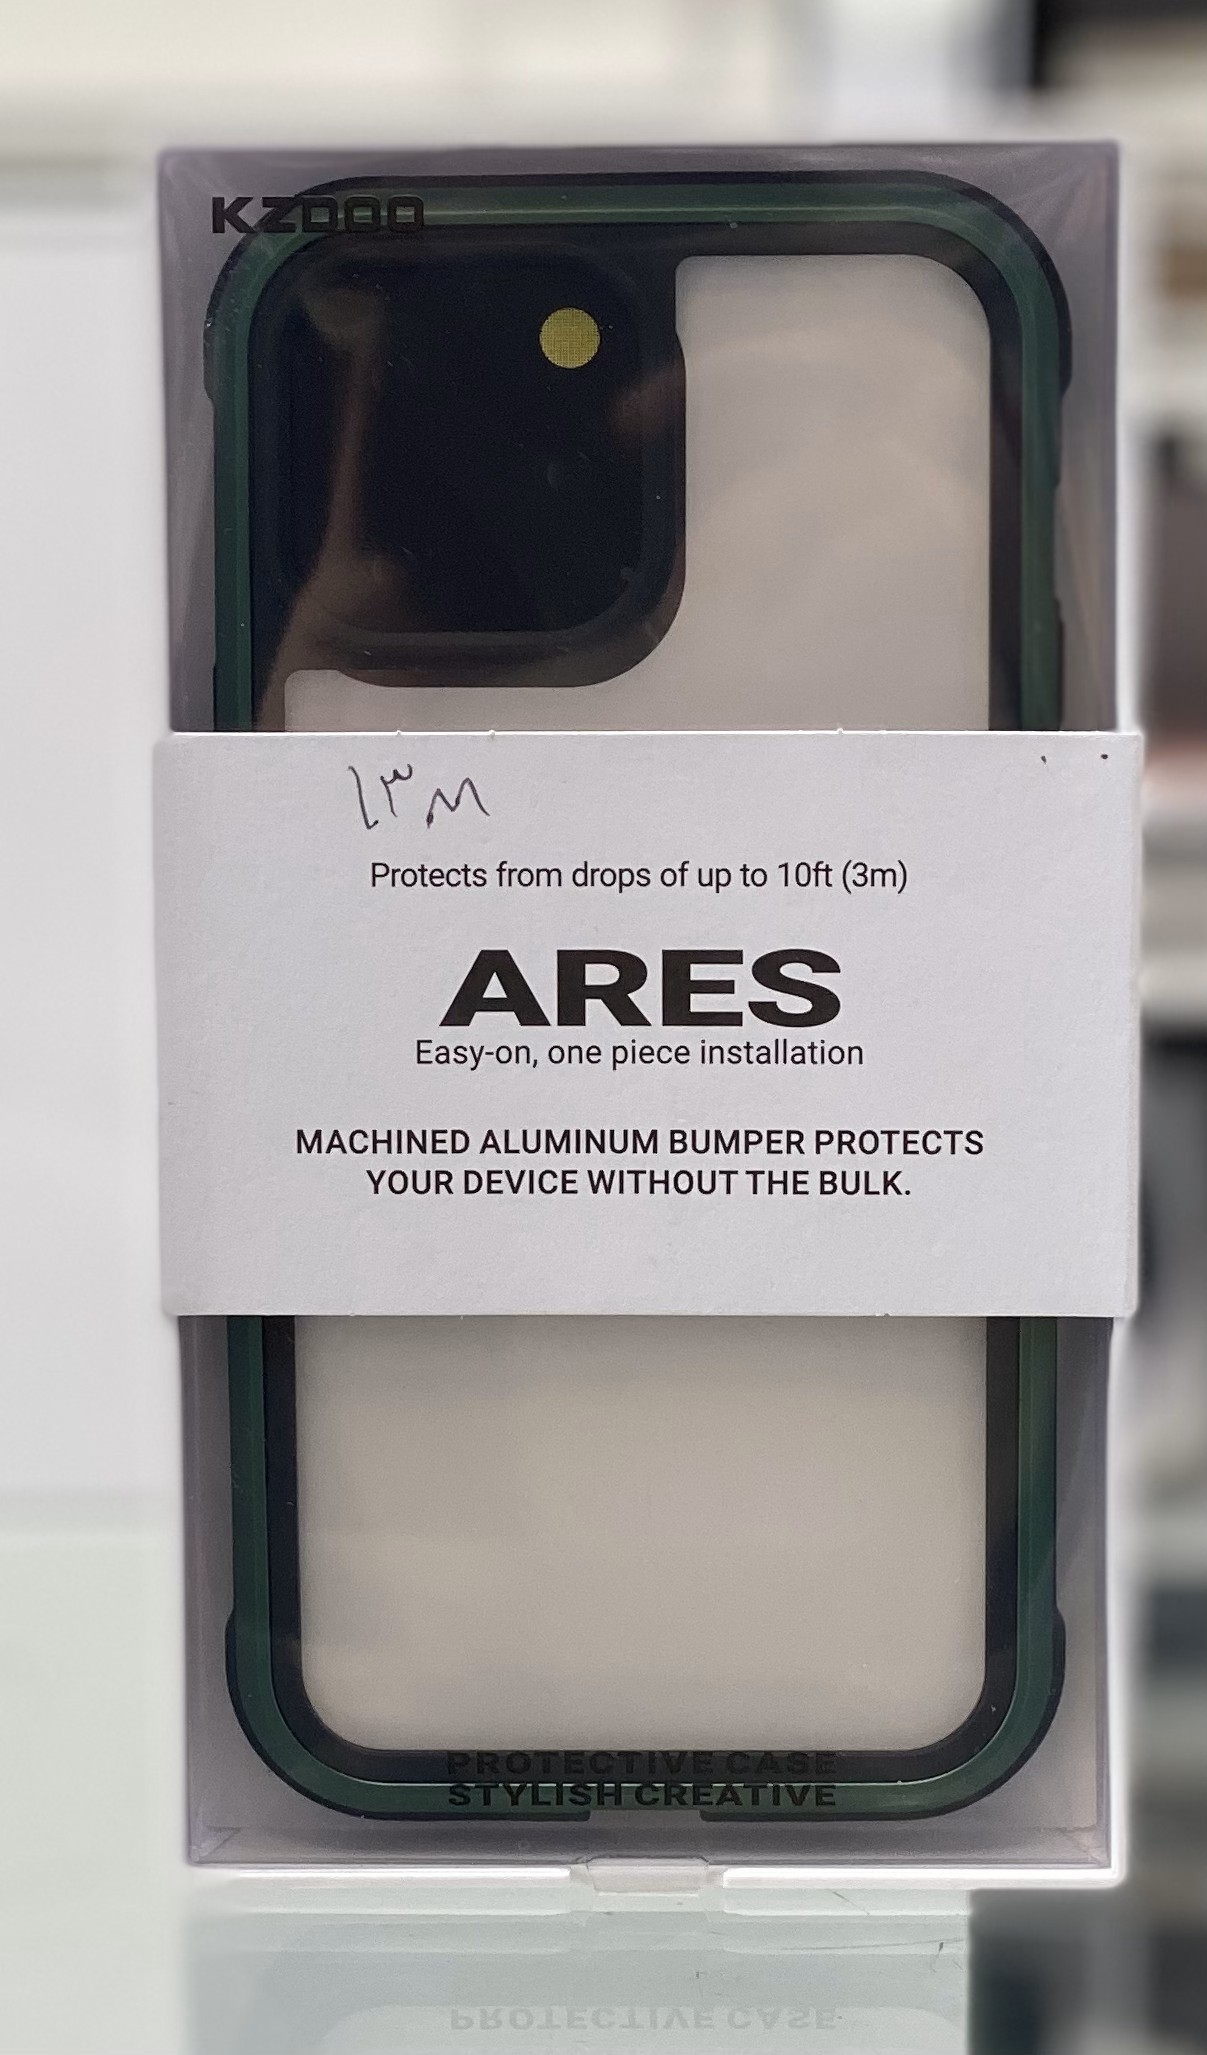 KZDOO
۱۳ M
Protects from drops of up to 10ft (3m)
ARES
Easy-on, one piece installation
MACHINED ALUMINUM BUMPER PROTECTS
YOUR DEVICE WITHOUT THE BULK.
PROTECTIVE CASE
STYLISH CREATIVE